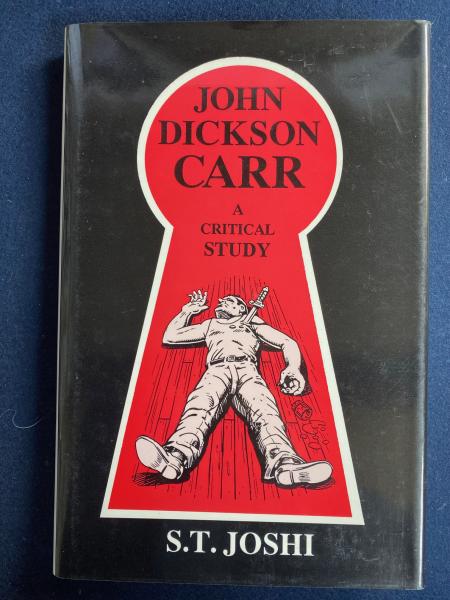 JOHN
DICKSON
CARR
A
CRITICAL
STUDY
S.T. JOSHI